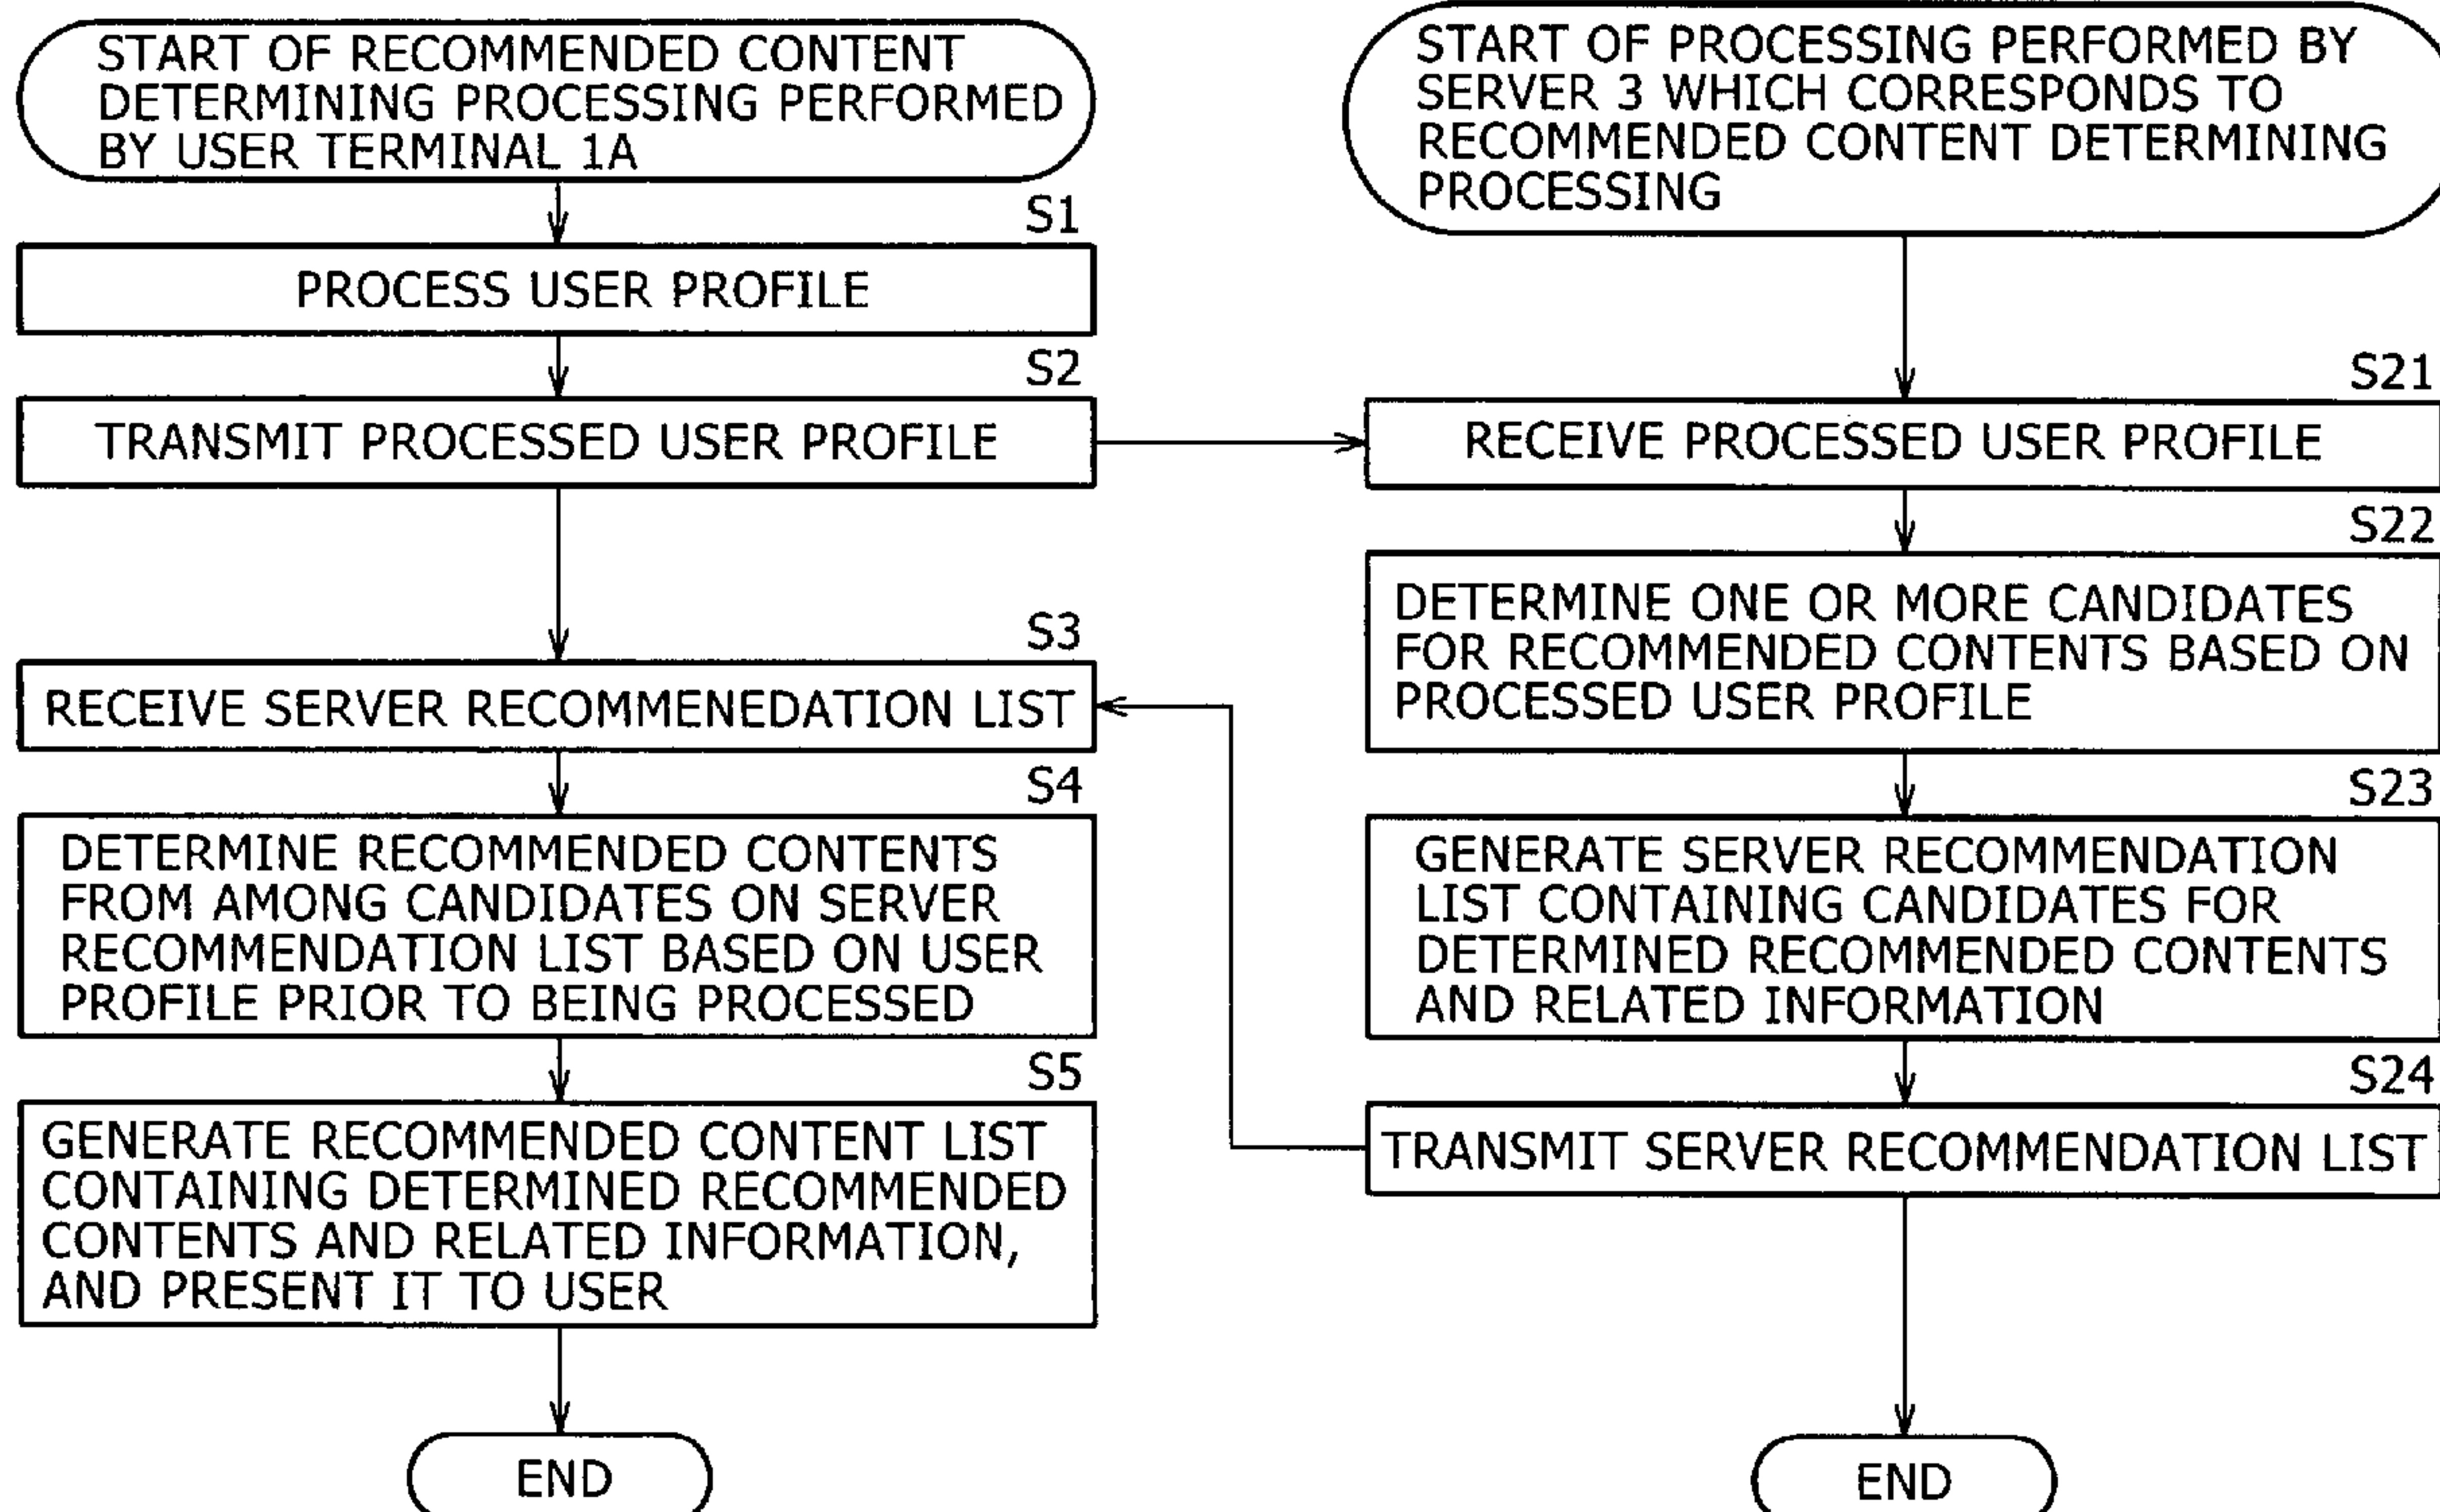 START OF RECOMMENDED CONTENT
DETERMINING PROCESSING PERFORMED
BY USER TERMINAL 1A
S1
PROCESS USER PROFILE
S2
TRANSMIT PROCESSED USER PROFILE
S3
RECEIVE SERVER RECOMMENEDATION LIST
S4
DETERMINE RECOMMENDED CONTENTS
FROM AMONG CANDIDATES ON SERVER
RECOMMENDATION LIST BASED ON USER
PROFILE PRIOR TO BEING PROCESSED
S5
GENERATE RECOMMENDED CONTENT LIST
CONTAINING DETERMINED RECOMMENDED
CONTENTS AND RELATED INFORMATION,
AND PRESENT IT TO USER
END
START OF PROCESSING PERFORMED BY
SERVER 3 WHICH CORRESPONDS TO
RECOMMENDED CONTENT DETERMINING
PROCESSING
S21
RECEIVE PROCESSED USER PROFILE
S22
DETERMINE ONE OR MORE CANDIDATES
FOR RECOMMENDED CONTENTS BASED ON
PROCESSED USER PROFILE
S23
GENERATE SERVER RECOMMENDATION
LIST CONTAINING CANDIDATES FOR
DETERMINED RECOMMENDED CONTENTS
AND RELATED INFORMATION
S24
TRANSMIT SERVER RECOMMENDATION LIST
END